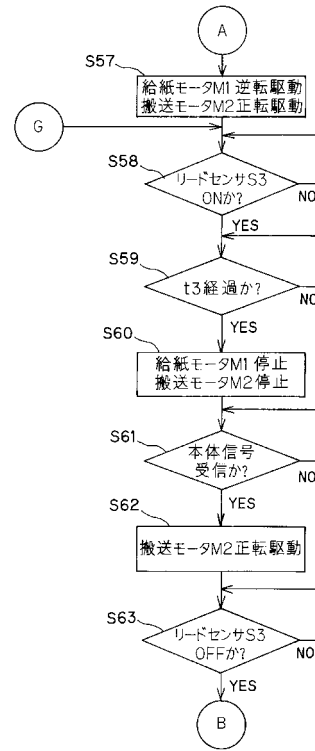 A
S57
給紙モータM1逆転駆動
搬送モータM2正転駆動
G
S58
リードセンサS3
ONか?
NO
YES
S59
t3経過か?
NO
YES
S60
給紙モータM1停止
搬送モータM2停止
S61
本体信号
受信か?
NO
YES
S62
搬送モータM2正転駆動
S63
リードセンサS3
OFFか?
NO
YES
B